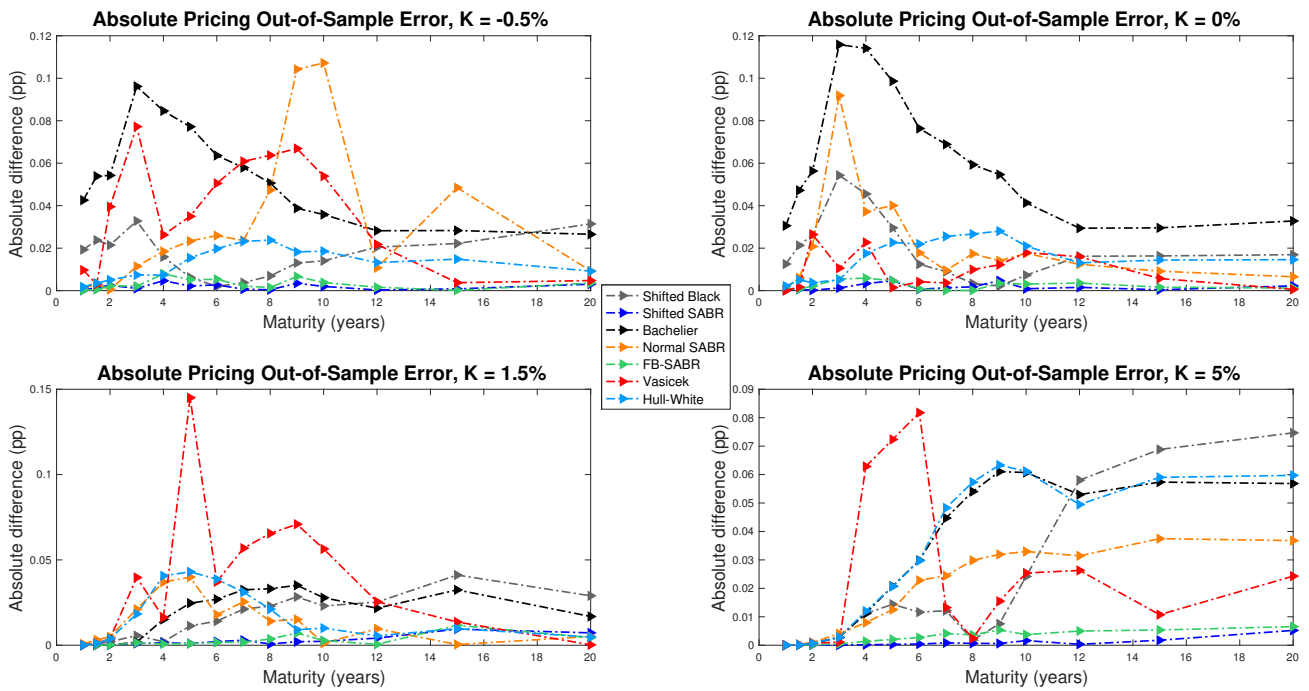 Absolute Pricing Out-of-Sample Error, K = -0.5%
0.12
0.1
0.08
0.06
0.04
0.02
0
Absolute difference (pp)
0 2 4 6 8 10 12 14 16 18 20
Maturity (years)
Absolute Pricing Out-of-Sample Error, K = 0%
0.12
0.1
0.08
0.06
0.04
0.02
0
Absolute difference (pp)
0 2 4 6 8 10 12 14 16 18 20
Maturity (years)
Shifted Black
Shifted SABR
Bachelier
Normal SABR
FB-SABR
Vasicek
Hull-White
Absolute Pricing Out-of-Sample Error, K = 1.5%
0.15
0.1
0.05
0
Absolute difference (pp)
0 2 4 6 8 10 12 14 16 18 20
Maturity (years)
Absolute Pricing Out-of-Sample Error, K = 5%
0.09
0.08
0.07
0.06
0.05
0.04
0.03
0.02
0.01
0
Absolute difference (pp)
0 2 4 6 8 10 12 14 16 18 20
Maturity (years)